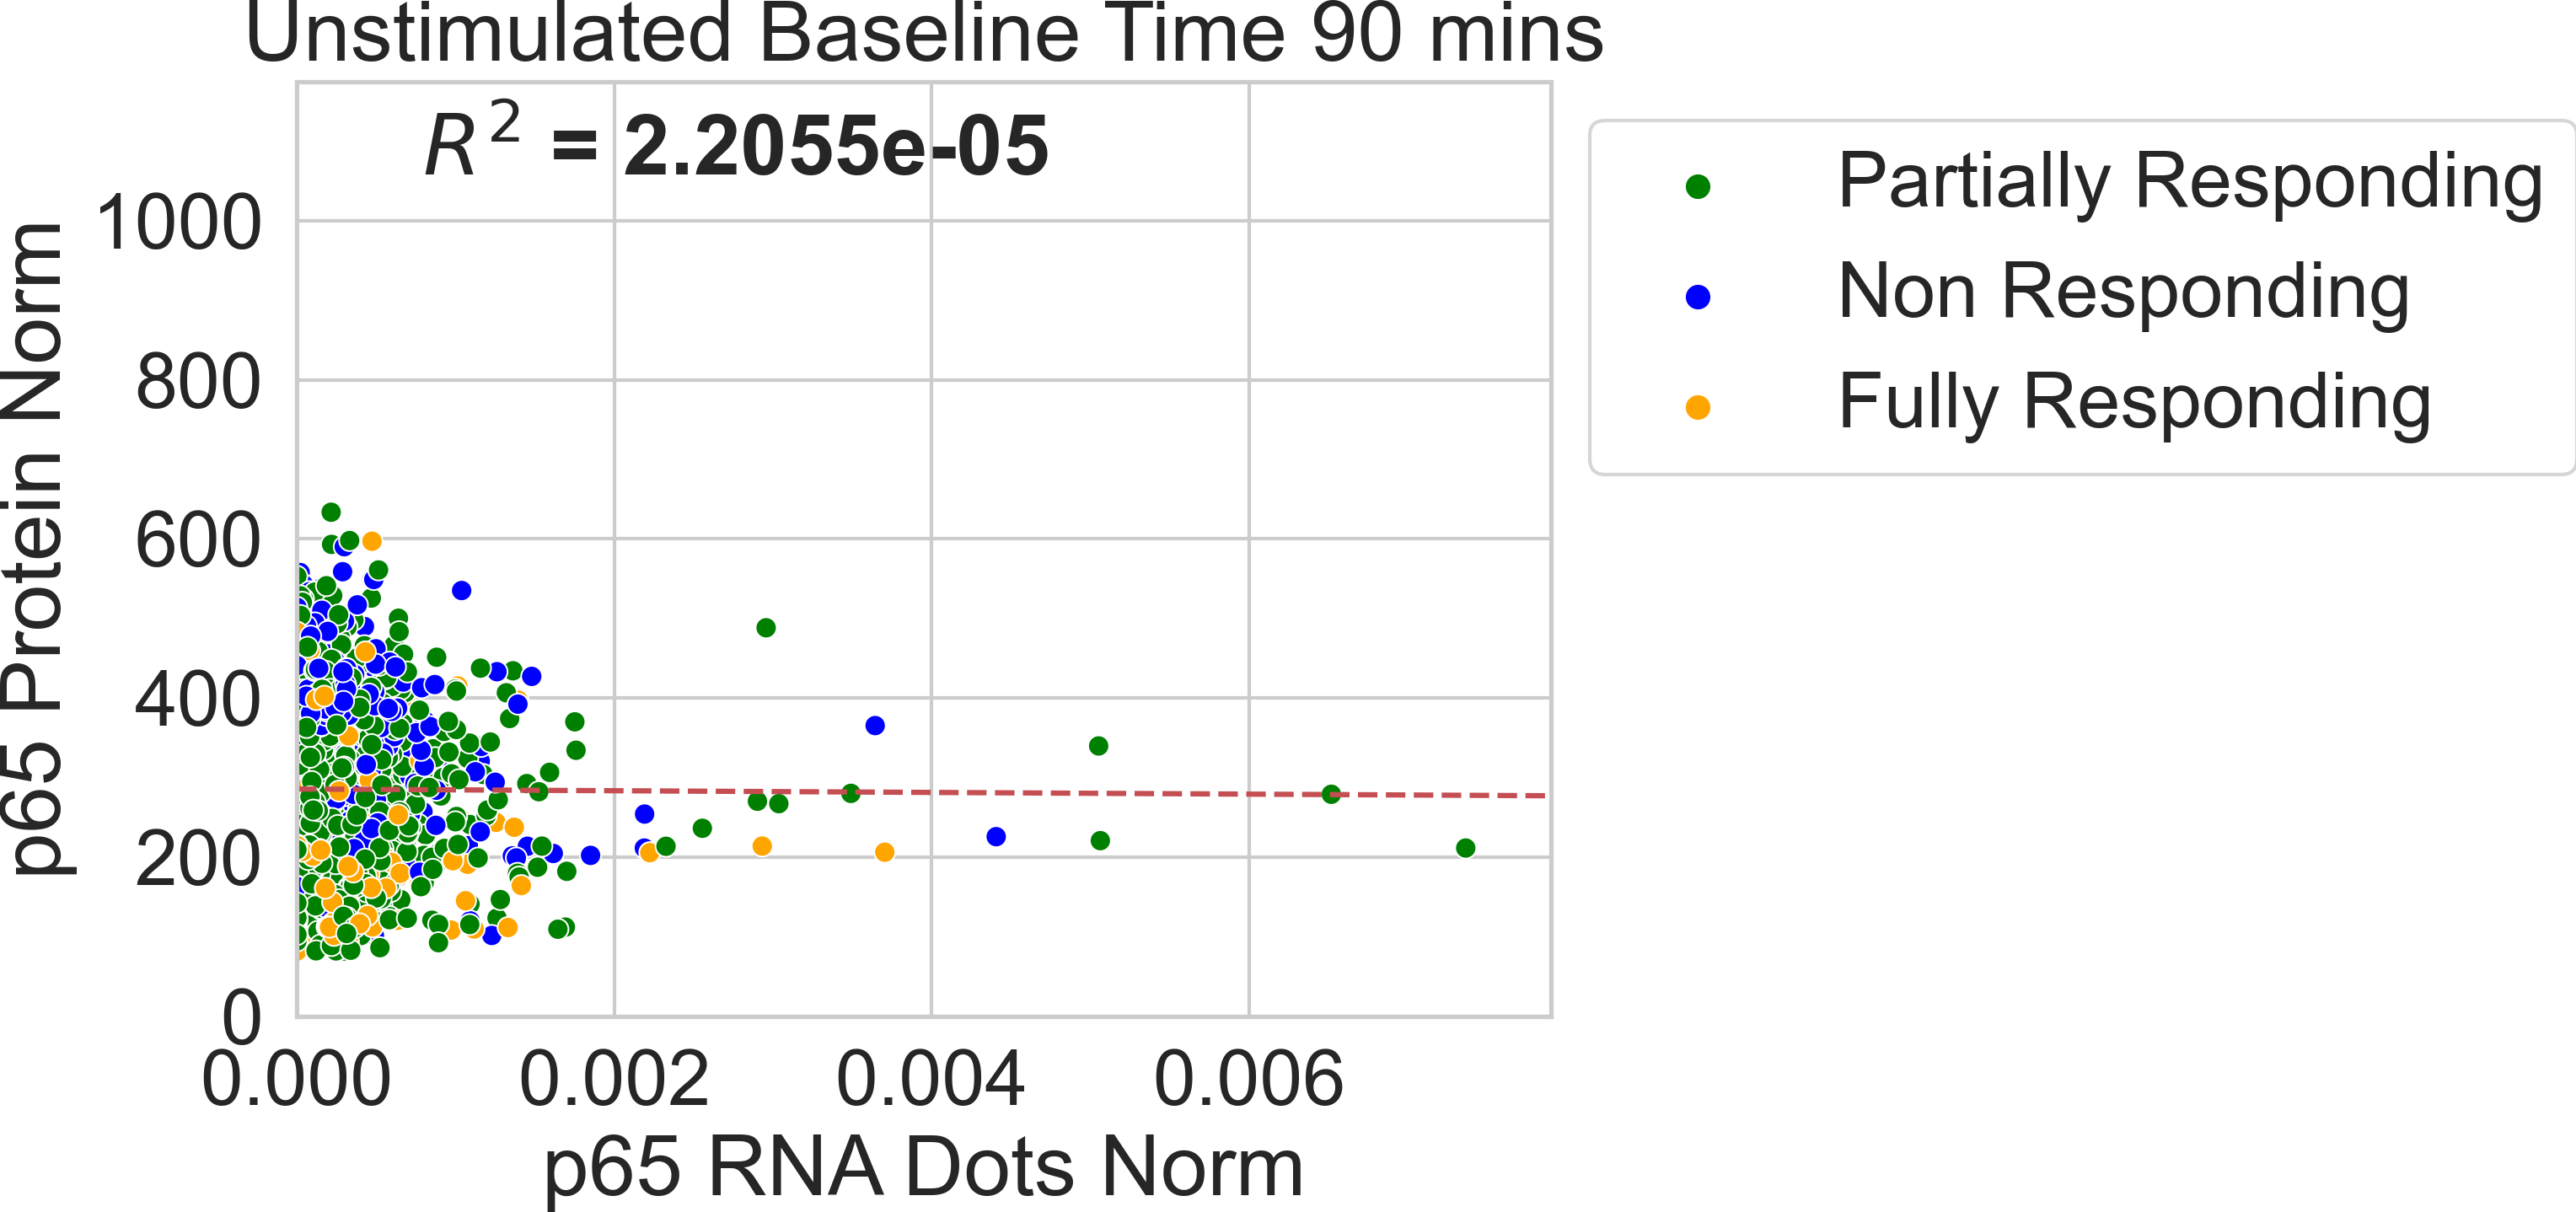 Unstimulated Baseline Time 90 mins
R² = 2.2055e-05
p65 Protein Norm
1000
800
600
400
200
0
0.000 0.002 0.004 0.006
p65 RNA Dots Norm
Partially Responding
Non Responding
Fully Responding